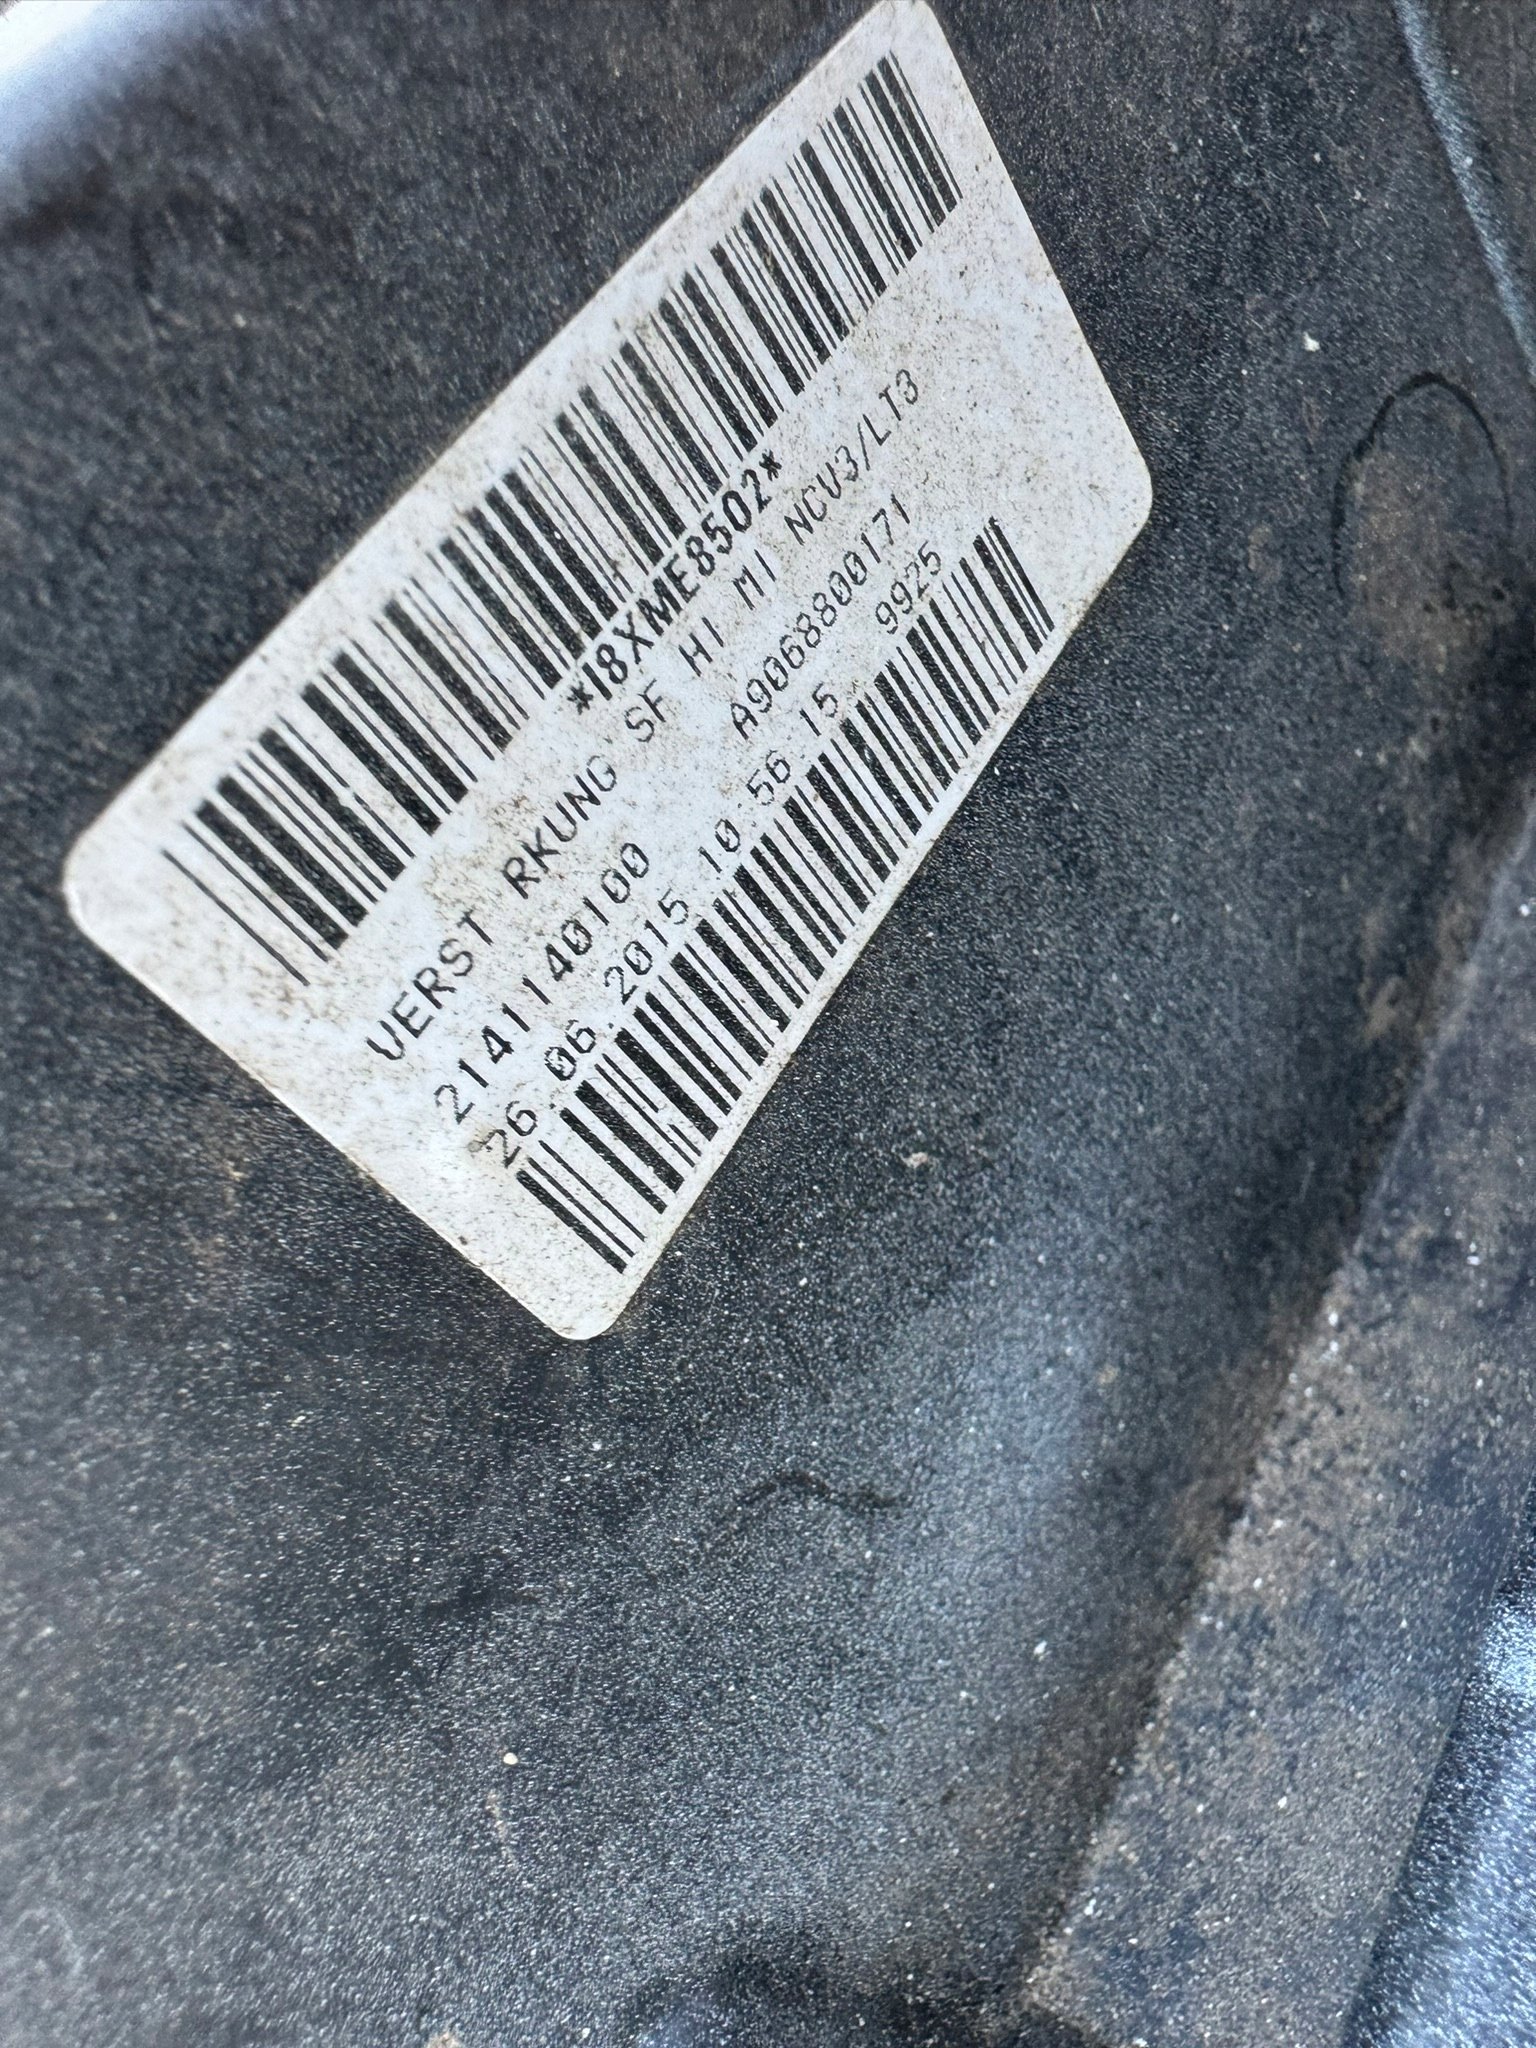 *I8XME8502*
VERST RKUNG SF HI MI NCV3/LT3
2141140100 A9068800171
26.06.2015 10:56:15 9925